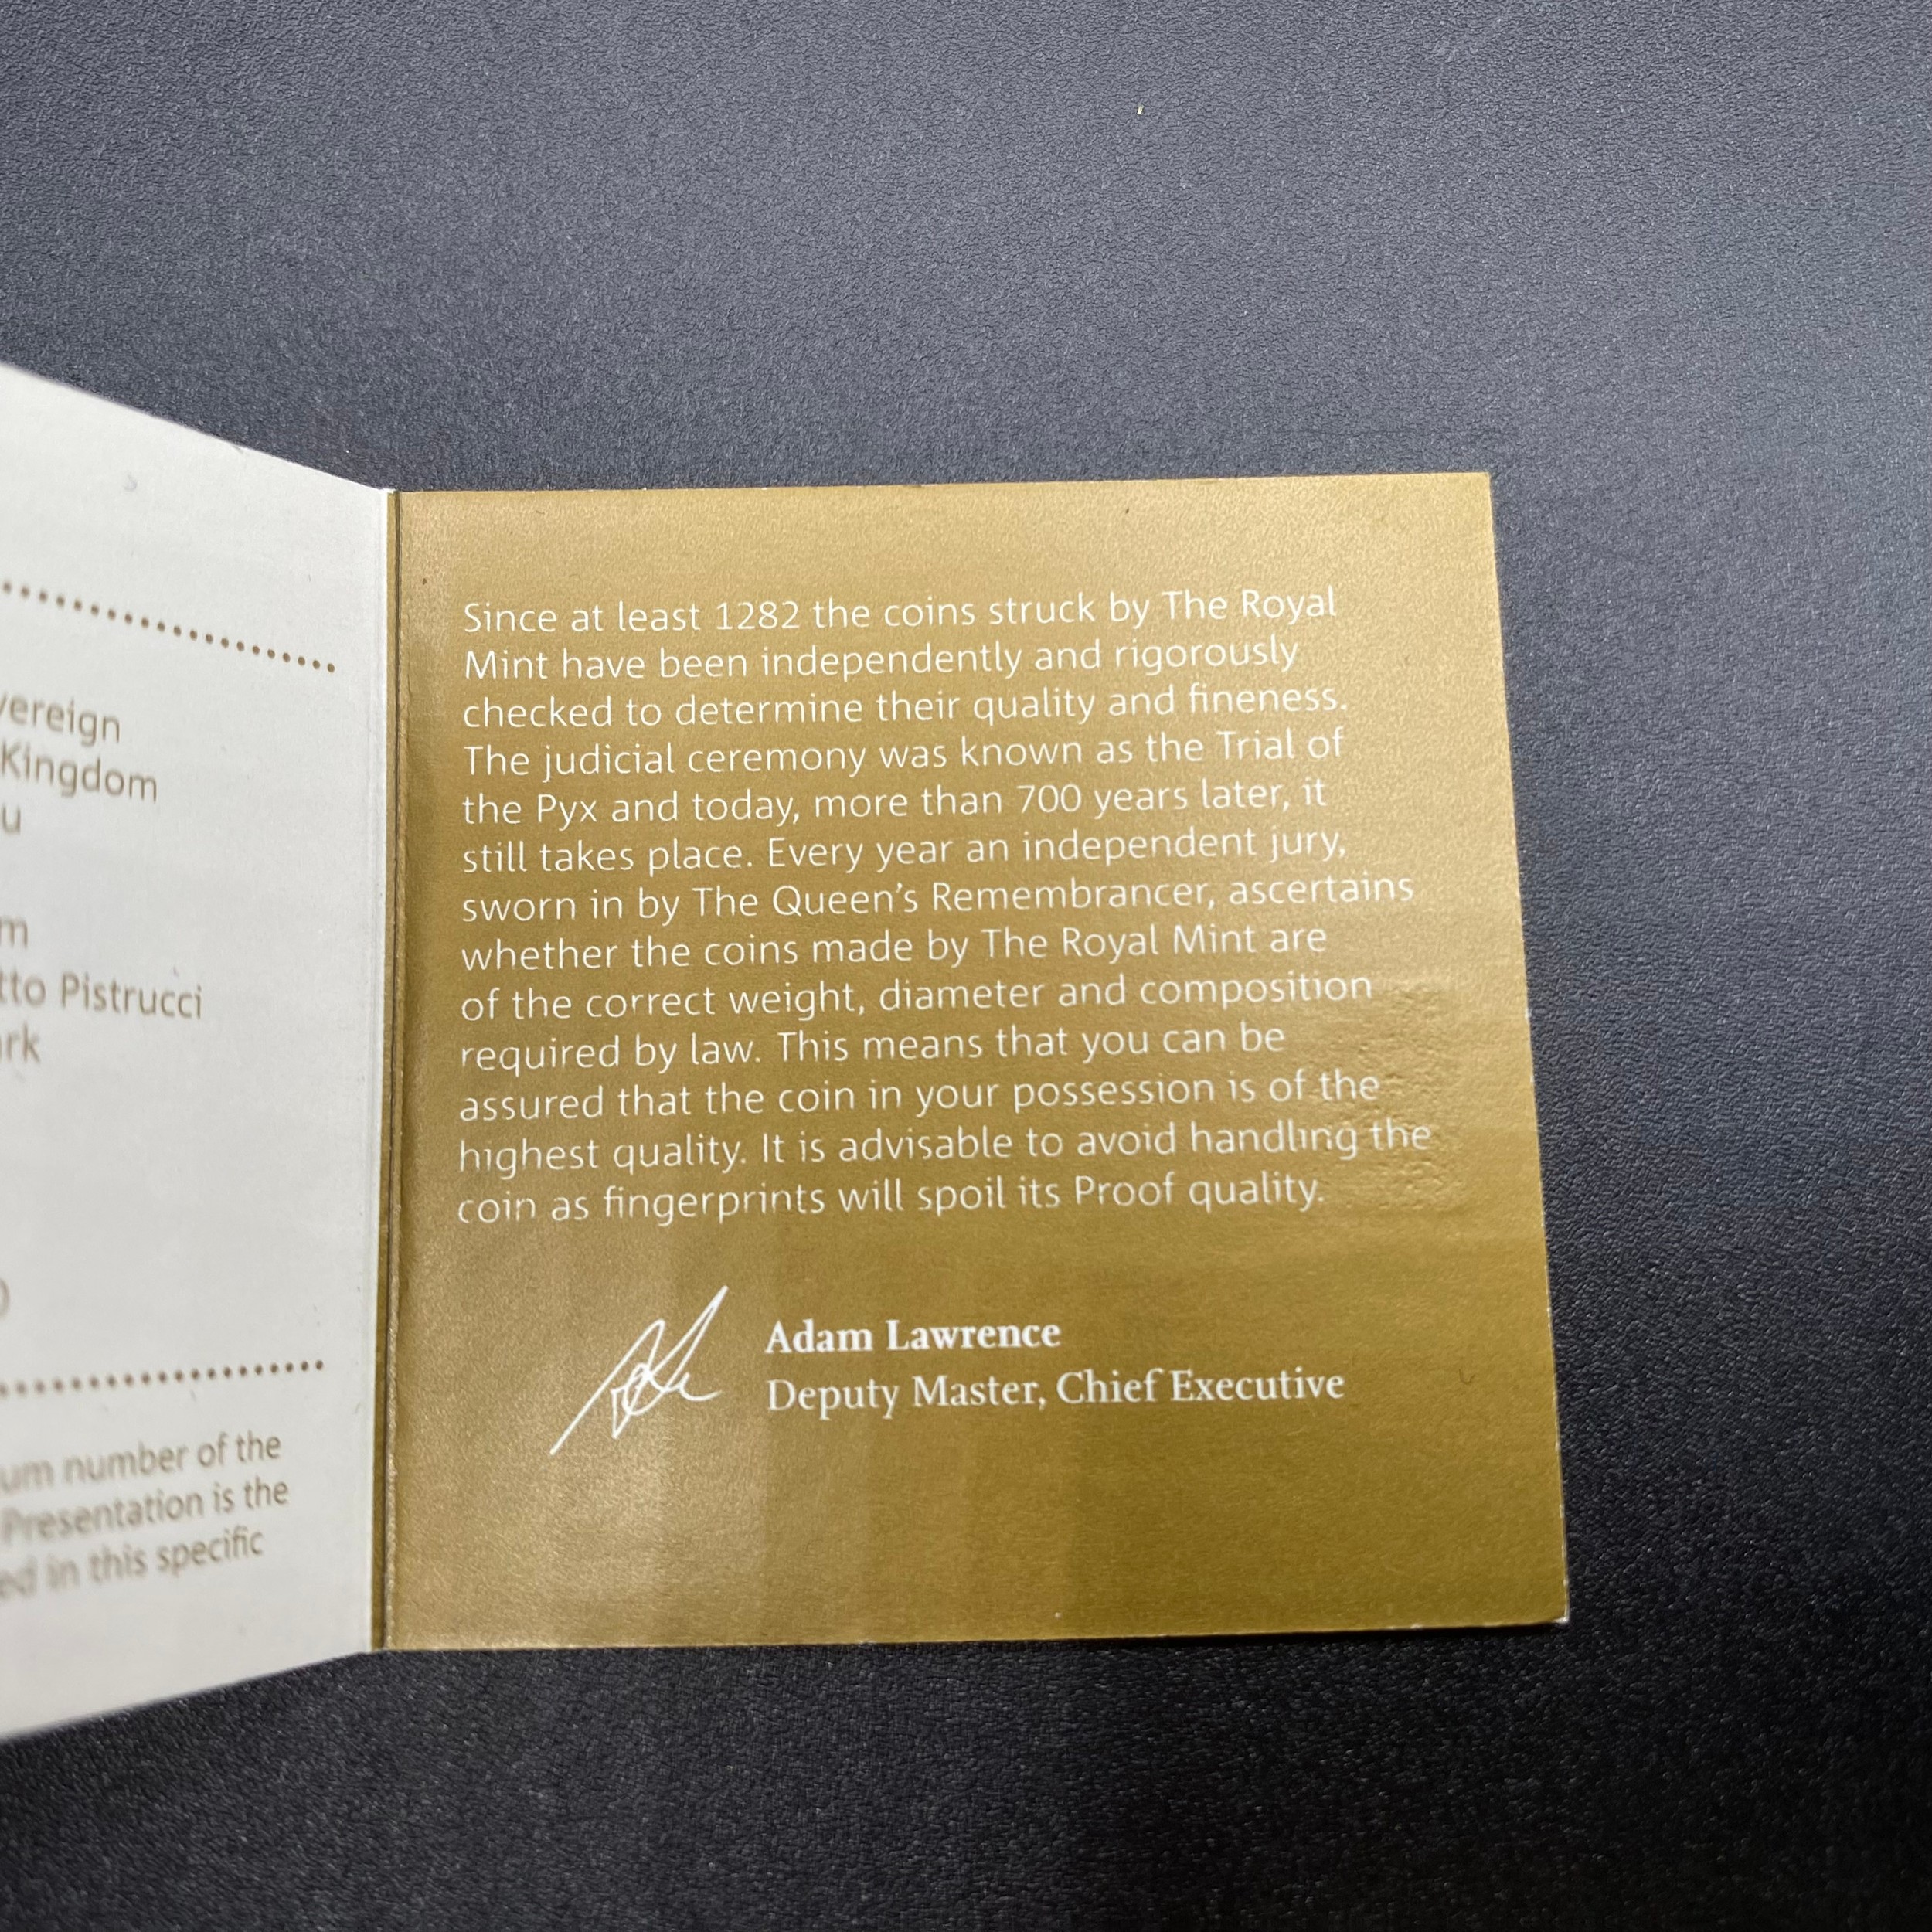 Kingdom
Pistrucci
number of the
Presentation is the
in this specific
Since at least 1282 the coins struck by The Royal
Mint have been independently and rigorously
checked to determine their quality and fineness.
The judicial ceremony was known as the Trial of
the Pyx and today, more than 700 years later, it
still takes place. Every year an independent jury,
sworn in by The Queen's Remembrancer, ascertains
whether the coins made by The Royal Mint are
of the correct weight, diameter and composition
required by law. This means that you can be
assured that the coin in your possession is of the
highest quality. It is advisable to avoid handling the
coin as fingerprints will spoil its Proof quality.
Adam Lawrence
Deputy Master, Chief Executive